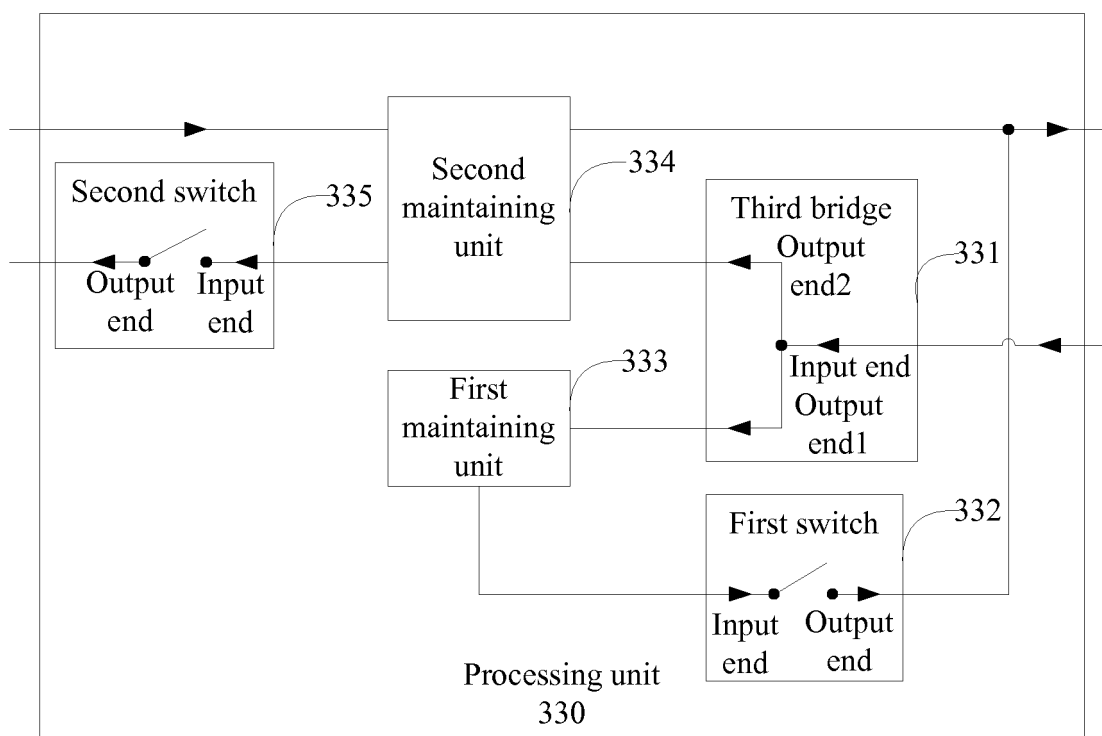 Second switch
335
Output
end
Input
end
Second
maintaining
unit
334
Third bridge
Output
end2
331
Input end
Output
end1
First
maintaining
unit
333
First switch
332
Input
end
Output
end
Processing unit
330